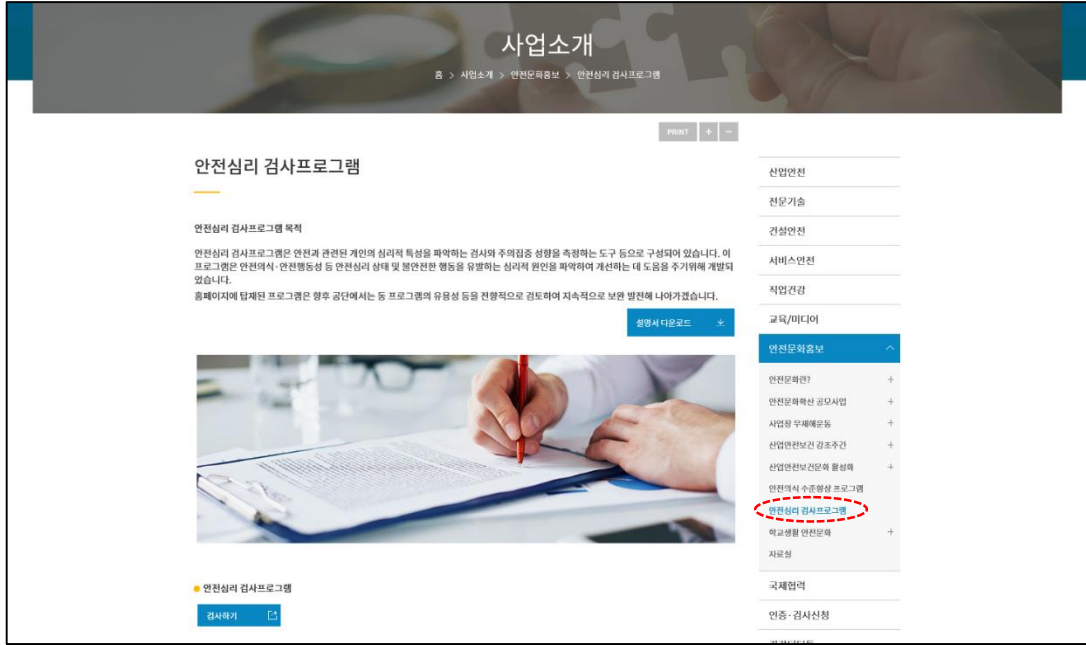 사업소개
홈 > 사업소개 > 안전문화홍보 > 안전심리 검사프로그램
PRINT + −
안전심리 검사프로그램
안전심리 검사프로그램 목적
안전심리 검사프로그램은 안전과 관련된 개인의 심리적 특성을 파악하는 검사와 주의집중 성향을 측정하는 도구 등으로 구성되어 있습니다. 이
프로그램은 안전의식·안전행동성 등 안전심리 상태 및 불안전한 행동을 유발하는 심리적 원인을 파악하여 개선하는 데 도움을 주기위해 개발되
었습니다.
홈페이지에 탑재된 프로그램은 향후 공단에서는 동 프로그램의 유용성 등을 전향적으로 검토하여 지속적으로 보완 발전해 나아가겠습니다.
설명서 다운로드
안전심리 검사프로그램
검사하기
산업안전
전문기술
건설안전
서비스안전
직업건강
교육/미디어
안전문화홍보
안전문화란? +
안전문화확산 공모사업 +
사업장 무재해운동 +
산업안전보건 강조주간 +
산업안전보건문화 활성화 +
안전의식 수준향상 프로그램
안전심리 검사프로그램
학교생활 안전문화 +
자료실
국제협력
인증·검사신청